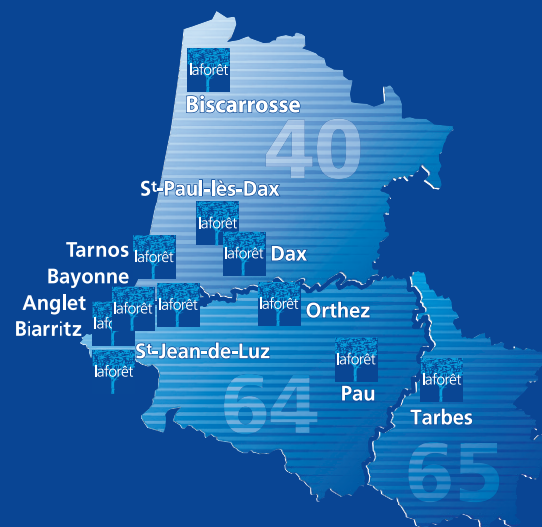 laforêt
Biscarrosse
40
St-Paul-lès-Dax
laforêt
Tarnos
laforêt
laforêt
Dax
Bayonne
Anglet
laforêt
laforêt
laforêt
Orthez
Biarritz
lafo
St-Jean-de-Luz
laforêt
laforêt
Pau
laforêt
Tarbes
64
65